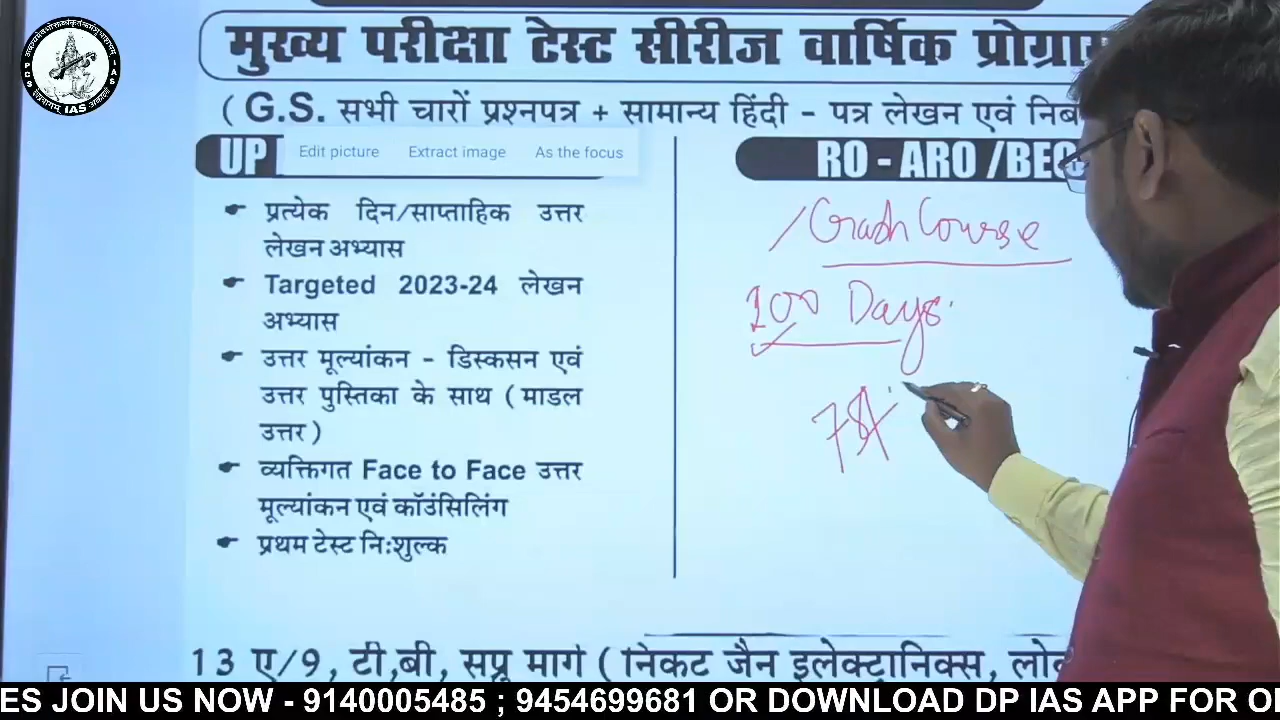 मुख्य परीक्षा टेस्ट सीरीज वार्षिक प्रोग्रा
( G.S. सभी चारों प्रश्नपत्र + सामान्य हिंदी - पत्र लेखन एवं निब
UP
Edit picture Extract image As the focus
प्रत्येक दिन/साप्ताहिक उत्तर
लेखन अभ्यास
Targeted 2023-24 लेखन
अभ्यास
उत्तर मूल्यांकन - डिस्कसन एवं
उत्तर पुस्तिका के साथ ( माडल
उत्तर )
व्यक्तिगत Face to Face उत्तर
मूल्यांकन एवं कॉउंसिलिंग
प्रथम टेस्ट निःशुल्क
RO - ARO /BEO
/Crash Course
100 Days.
13 ए/9, टी,बी, सप्रू मार्ग ( निकट जैन इलेक्ट्रानिक्स, लो
ES JOIN US NOW - 9140005485 ; 9454699681 OR DOWNLOAD DP IAS APP FOR O